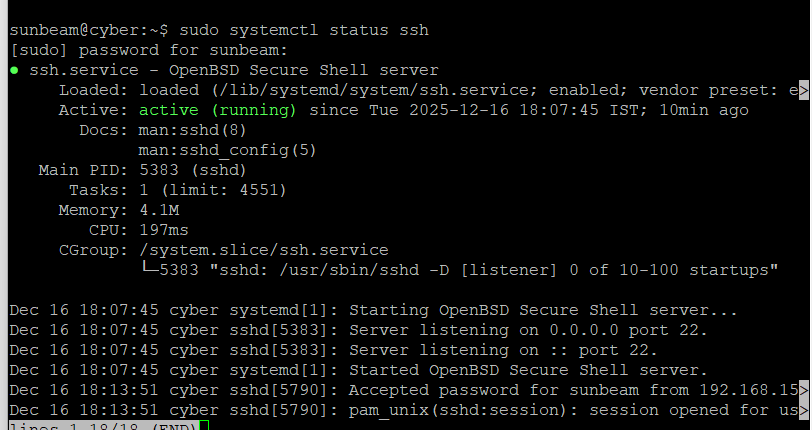 sunbeam@cyber:~$ sudo systemctl status ssh
[sudo] password for sunbeam:
● ssh.service - OpenBSD Secure Shell server
     Loaded: loaded (/lib/systemd/system/ssh.service; enabled; vendor preset: e>
     Active: active (running) since Tue 2025-12-16 18:07:45 IST; 10min ago
       Docs: man:sshd(8)
             man:sshd_config(5)
   Main PID: 5383 (sshd)
      Tasks: 1 (limit: 4551)
     Memory: 4.1M
        CPU: 197ms
     CGroup: /system.slice/ssh.service
             └─5383 "sshd: /usr/sbin/sshd -D [listener] 0 of 10-100 startups"

Dec 16 18:07:45 cyber systemd[1]: Starting OpenBSD Secure Shell server...
Dec 16 18:07:45 cyber sshd[5383]: Server listening on 0.0.0.0 port 22.
Dec 16 18:07:45 cyber sshd[5383]: Server listening on :: port 22.
Dec 16 18:07:45 cyber systemd[1]: Started OpenBSD Secure Shell server.
Dec 16 18:13:51 cyber sshd[5790]: Accepted password for sunbeam from 192.168.15>
Dec 16 18:13:51 cyber sshd[5790]: pam_unix(sshd:session): session opened for us>
lines 1-18/18 (END)